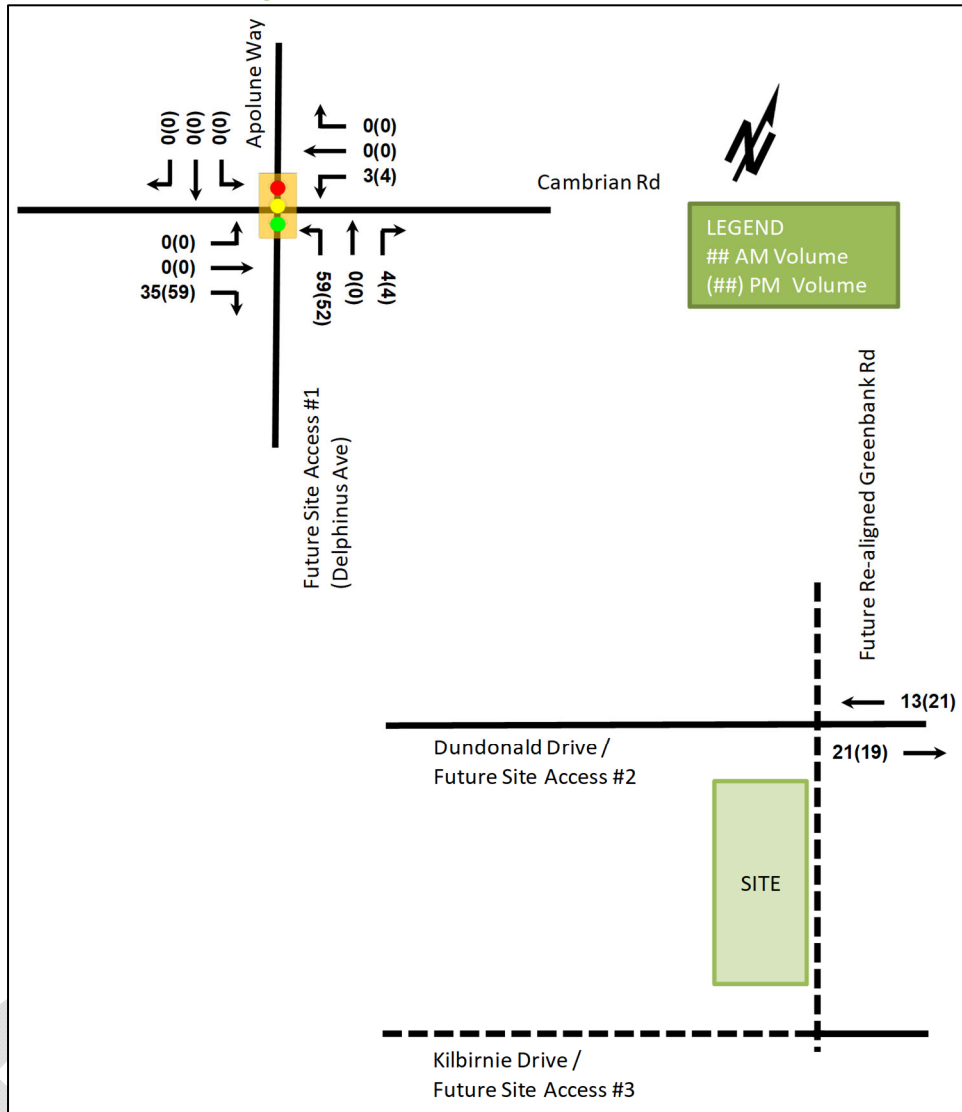 Apolune Way
0(0)
0(0)
0(0)
0(0)
0(0)
3(4)
Cambrian Rd
N
LEGEND
## AM Volume
(##) PM Volume
0(0)
0(0)
35(59)
59(52)
0(0)
4(4)
Future Site Access #1
(Delphinus Ave)
Future Re-aligned Greenbank Rd
13(21)
Dundonald Drive /
Future Site Access #2
21(19)
SITE
Kilbirnie Drive /
Future Site Access #3